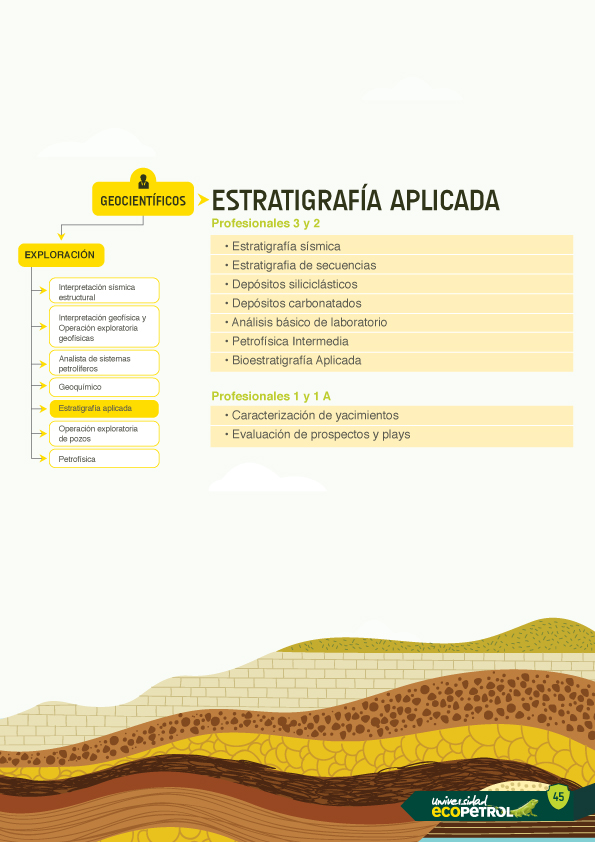 GEOCIENTÍFICOS
ESTRATIGRAFÍA APLICADA
Profesionales 3 y 2
• Estratigrafía sísmica
• Estratigrafia de secuencias
• Depósitos siliciclásticos
• Depósitos carbonatados
• Análisis básico de laboratorio
• Petrofísica Intermedia
• Bioestratigrafía Aplicada
Profesionales 1 y 1 A
• Caracterización de yacimientos
• Evaluación de prospectos y plays
EXPLORACIÓN
Interpretación sísmica
estructural
Interpretación geofísica y
Operación exploratoria
geofísicas
Analista de sistemas
petrolíferos
Geoquímico
Estratigrafía aplicada
Operación exploratoria
de pozos
Petrofísica
universidad
ecopetrol
45